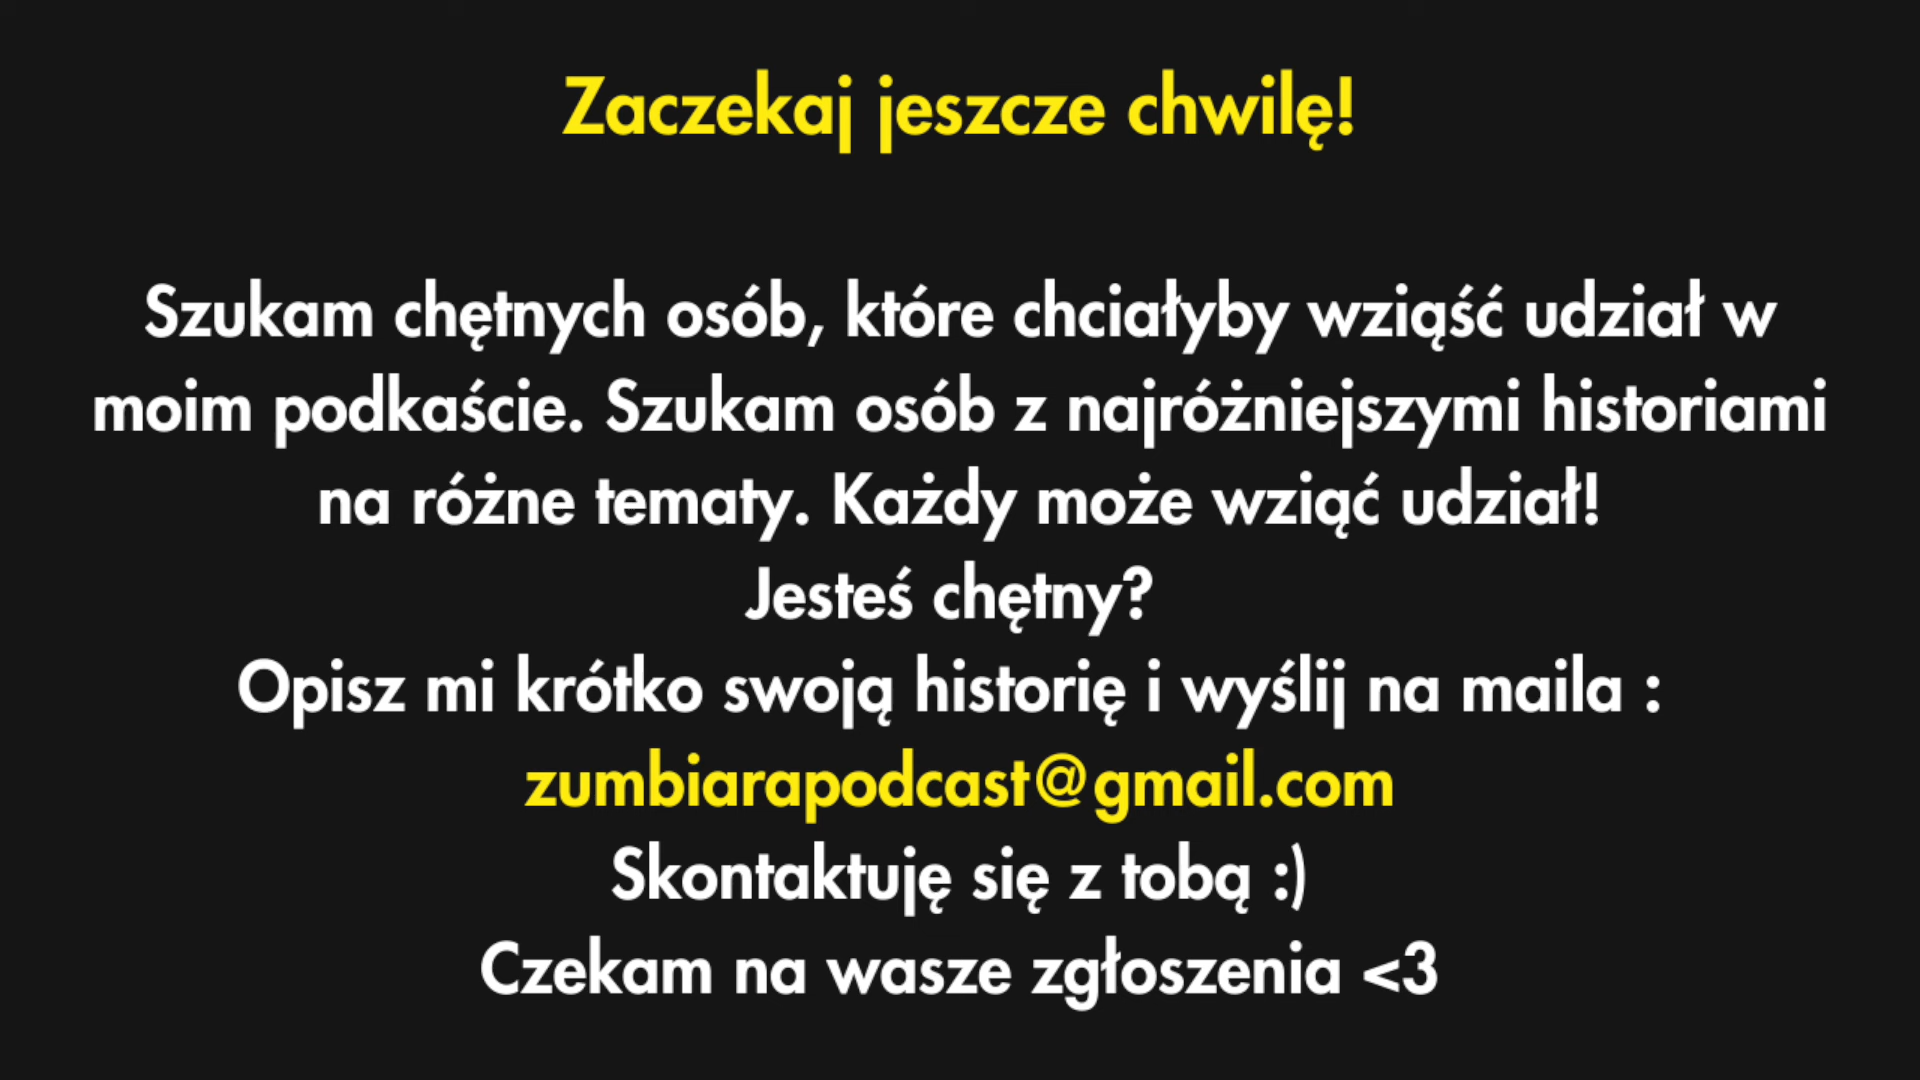 Zaczekaj jeszcze chwilę!
Szukam chętnych osób, które chciałyby wziąść udział w
moim podkaście. Szukam osób z najróżniejszymi historiami
na różne tematy. Każdy może wziąć udział!
Jesteś chętny?
Opisz mi krótko swoją historię i wyślij na maila :
zumbiarapodcast@gmail.com
Skontaktuję się z tobą :)
Czekam na wasze zgłoszenia <3